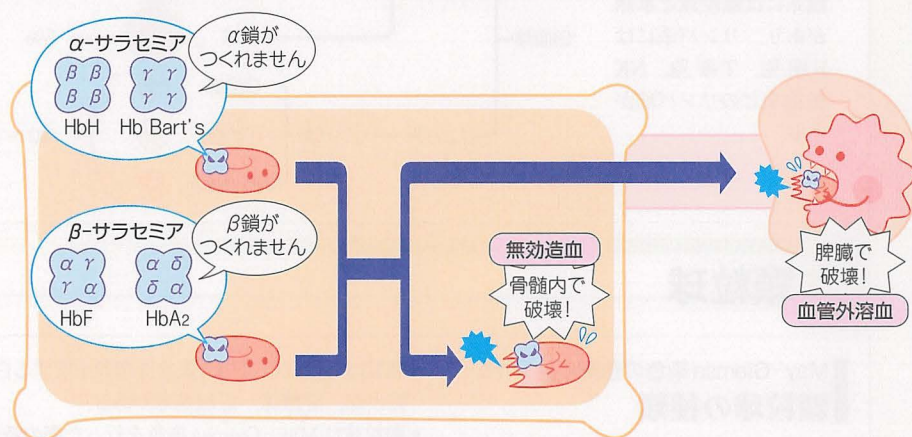 α-サラセミア
α鎖が
つくれません
β β
β β
γ γ
γ γ
HbH
Hb Bart's
β-サラセミア
β鎖が
つくれません
α γ
γ α
α δ
δ α
HbF
HbA2
無効造血
骨髄内で
破壊!
脾臓で
破壊!
血管外溶血